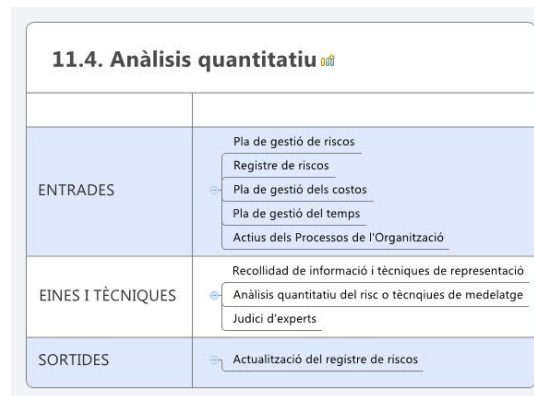 11.4. Anàlisis quantitatiu
Pla de gestió de riscos
Registre de riscos
ENTRADES
Pla de gestió dels costos
Pla de gestió del temps
Actius dels Processos de l'Organització
Recollidad de informació i tècniques de representació
EINES I TÈCNIQUES
Anàlisis quantitatiu del risc o tècnqiues de medelatge
Judici d'experts
SORTIDES
Actualització del registre de riscos